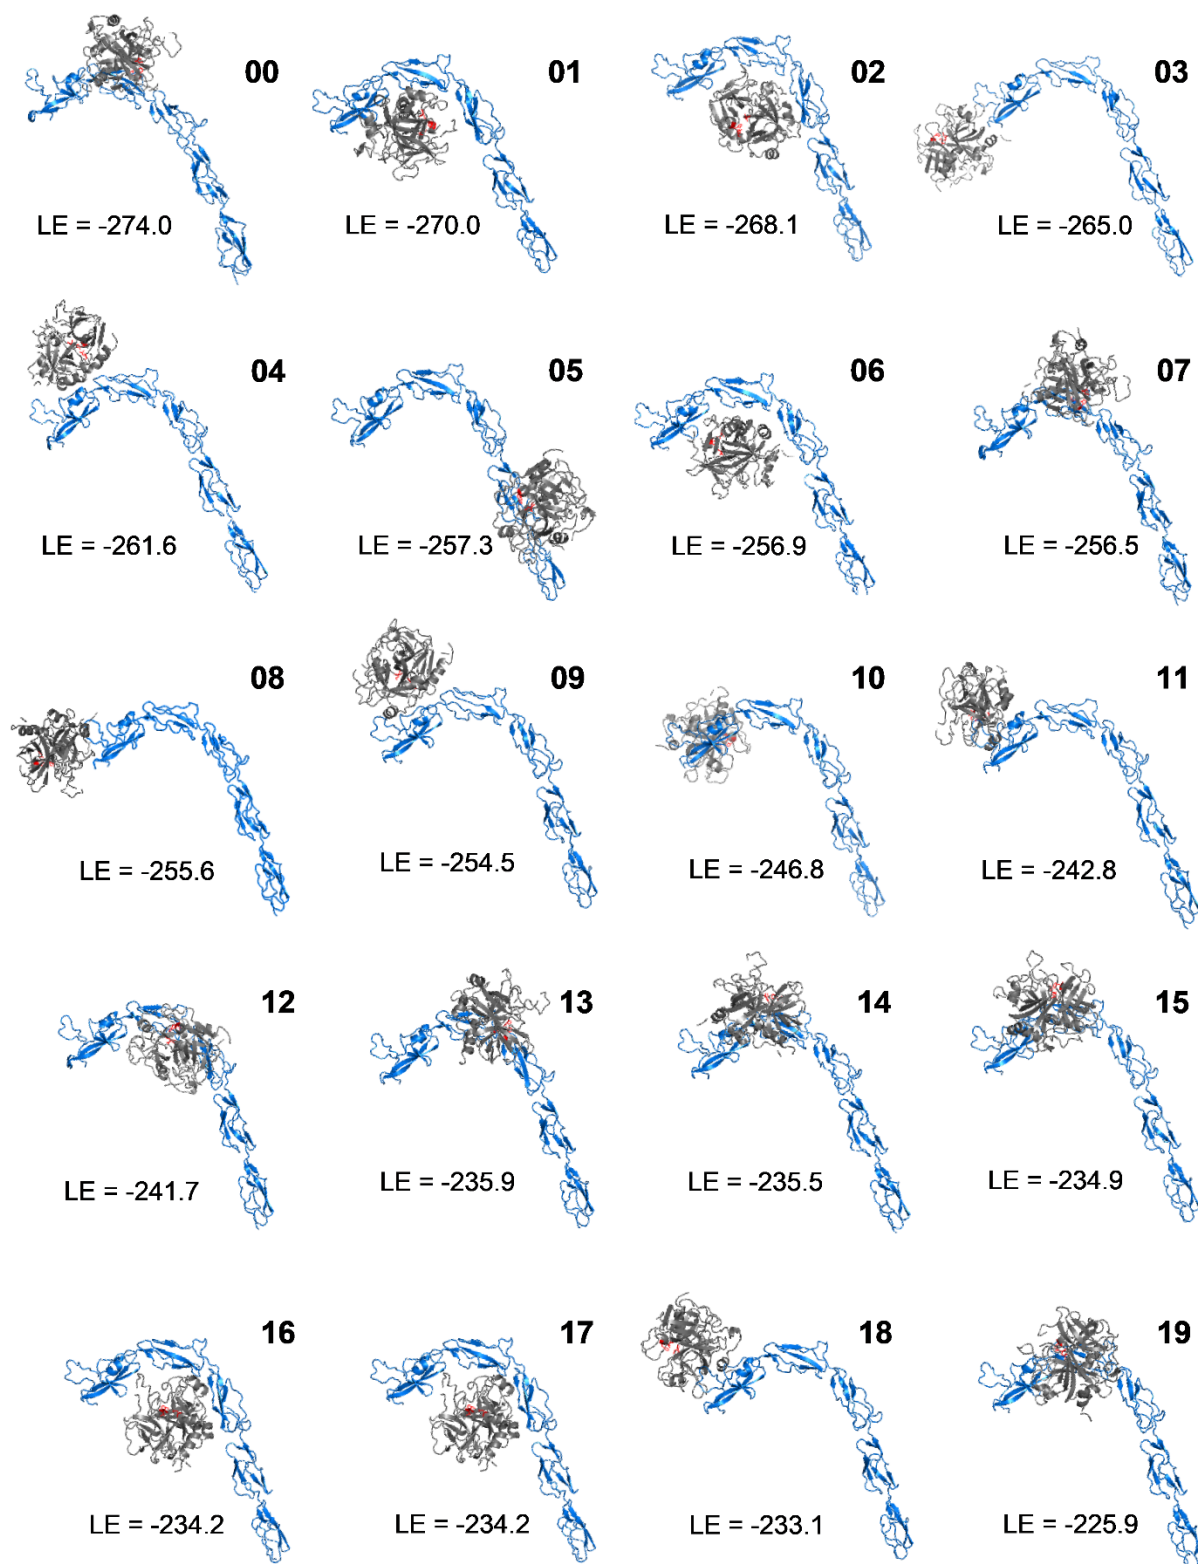 00 01 02 03
LE = -274.0 LE = -270.0 LE = -268.1 LE = -265.0
04 05 06 07
LE = -261.6 LE = -257.3 LE = -256.9 LE = -256.5
08 09 10 11
LE = -255.6 LE = -254.5 LE = -246.8 LE = -242.8
12 13 14 15
LE = -241.7 LE = -235.9 LE = -235.5 LE = -234.9
16 17 18 19
LE = -234.2 LE = -234.2 LE = -233.1 LE = -225.9